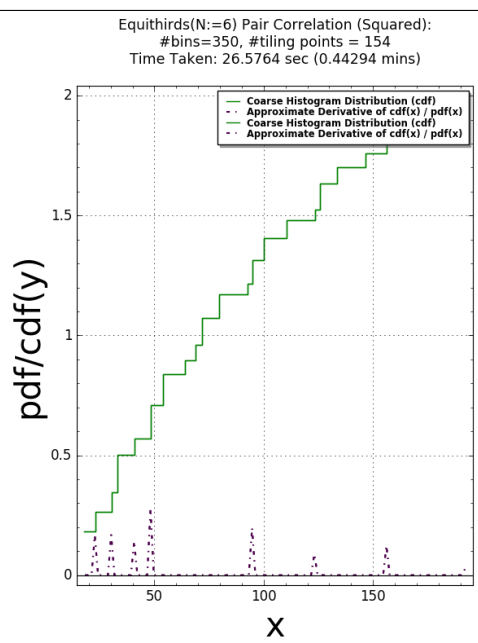 Equithirds(N:=6) Pair Correlation (Squared):
#bins=350, #tiling points = 154
Time Taken: 26.5764 sec (0.44294 mins)
2
Coarse Histogram Distribution (cdf)
Approximate Derivative of cdf(x) / pdf(x)
Coarse Histogram Distribution (cdf)
Approximate Derivative of cdf(x) / pdf(x)
1.5
pdf/cdf(y)
1
0.5
0
50 100 150
x